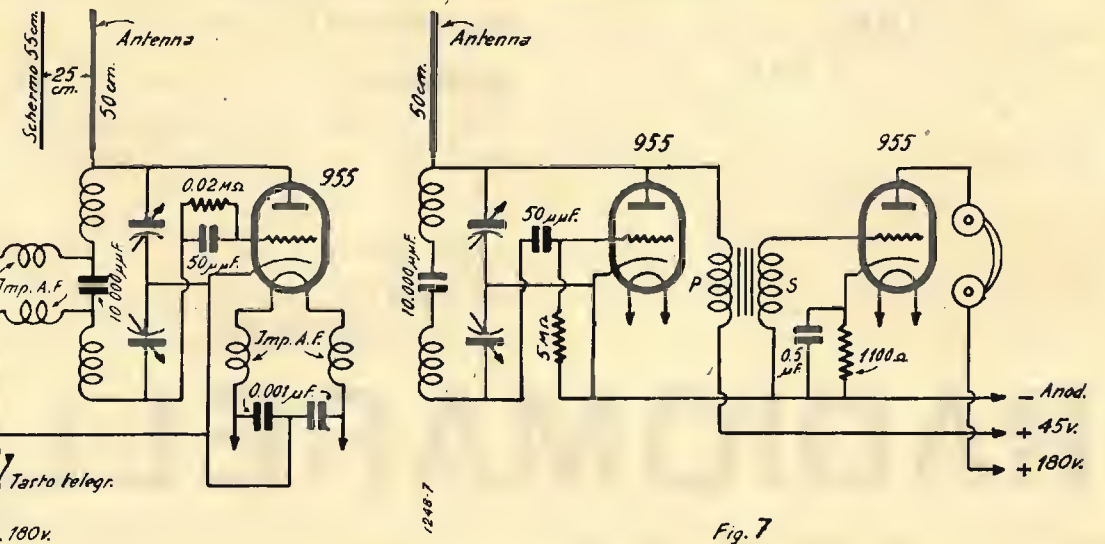 Schermo 55cm.
25 cm.
50 cm.
Antenna
955
0.02 MΩ
50 μμF.
10.000 μμF.
Imp. A.F.
Imp. A.F.
0.001 μF.
Tasto telegr.
180v.
Antenna
50 cm.
955
50 μμF.
10.000 μμF.
5 MΩ
P
S
955
0.5 μF.
1100 Ω
- Anod.
+ 45v.
+ 180v.
1248-7
Fig. 7